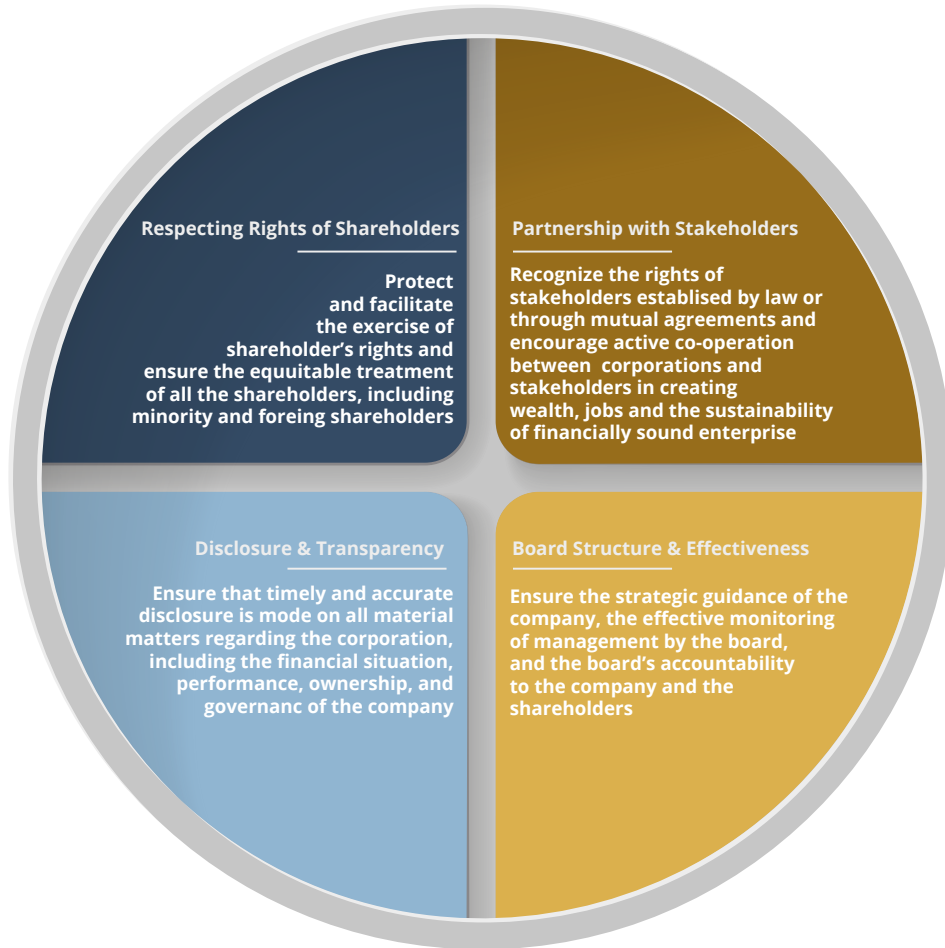 Respecting Rights of Shareholders
Protect
and facilitate
the exercise of
shareholder’s rights and
ensure the equuitable treatment
of all the shareholders, including
minority and foreing shareholders
Partnership with Stakeholders
Recognize the rights of
stakeholders establised by law or
through mutual agreements and
encourage active co-operation
between corporations and
stakeholders in creating
wealth, jobs and the sustainability
of financially sound enterprise
Disclosure & Transparency
Ensure that timely and accurate
disclosure is mode on all material
matters regarding the corporation,
including the financial situation,
performance, ownership, and
governanc of the company
Board Structure & Effectiveness
Ensure the strategic guidance of the
company, the effective monitoring
of management by the board,
and the board’s accountability
to the company and the
shareholders